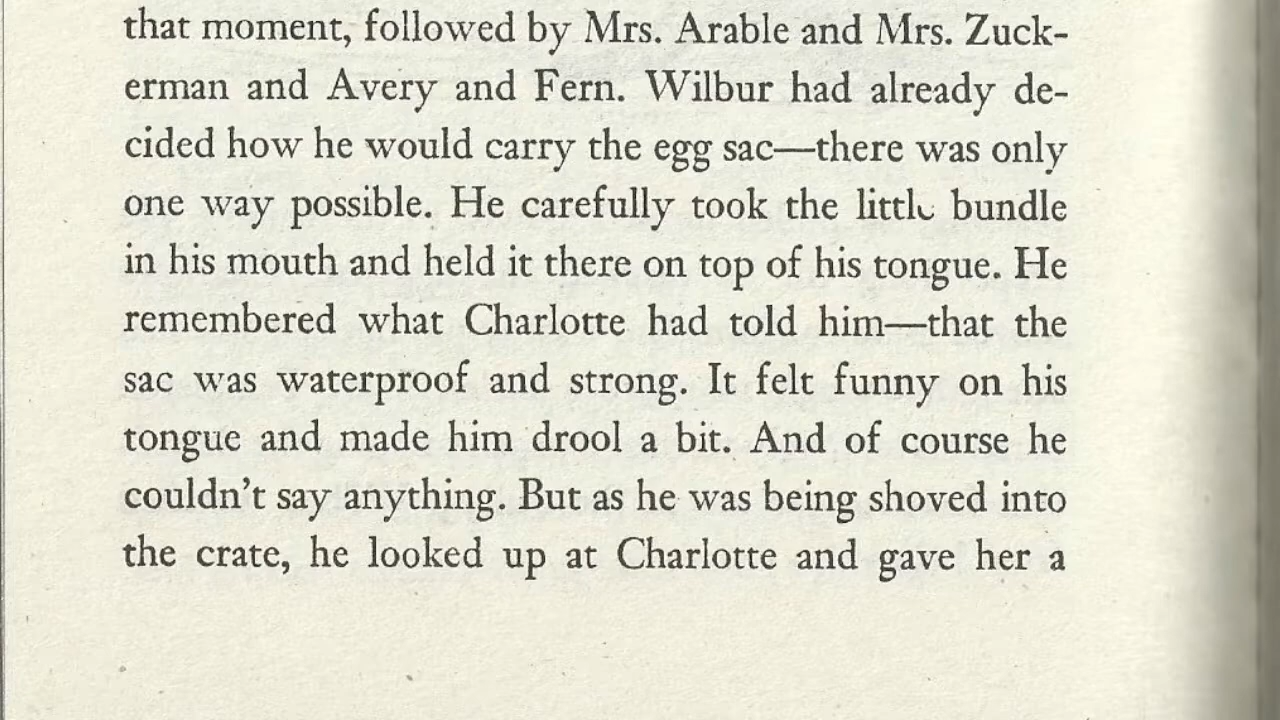 that moment, followed by Mrs. Arable and Mrs. Zuck-
erman and Avery and Fern. Wilbur had already de-
cided how he would carry the egg sac—there was only
one way possible. He carefully took the little bundle
in his mouth and held it there on top of his tongue. He
remembered what Charlotte had told him—that the
sac was waterproof and strong. It felt funny on his
tongue and made him drool a bit. And of course he
couldn't say anything. But as he was being shoved into
the crate, he looked up at Charlotte and gave her a